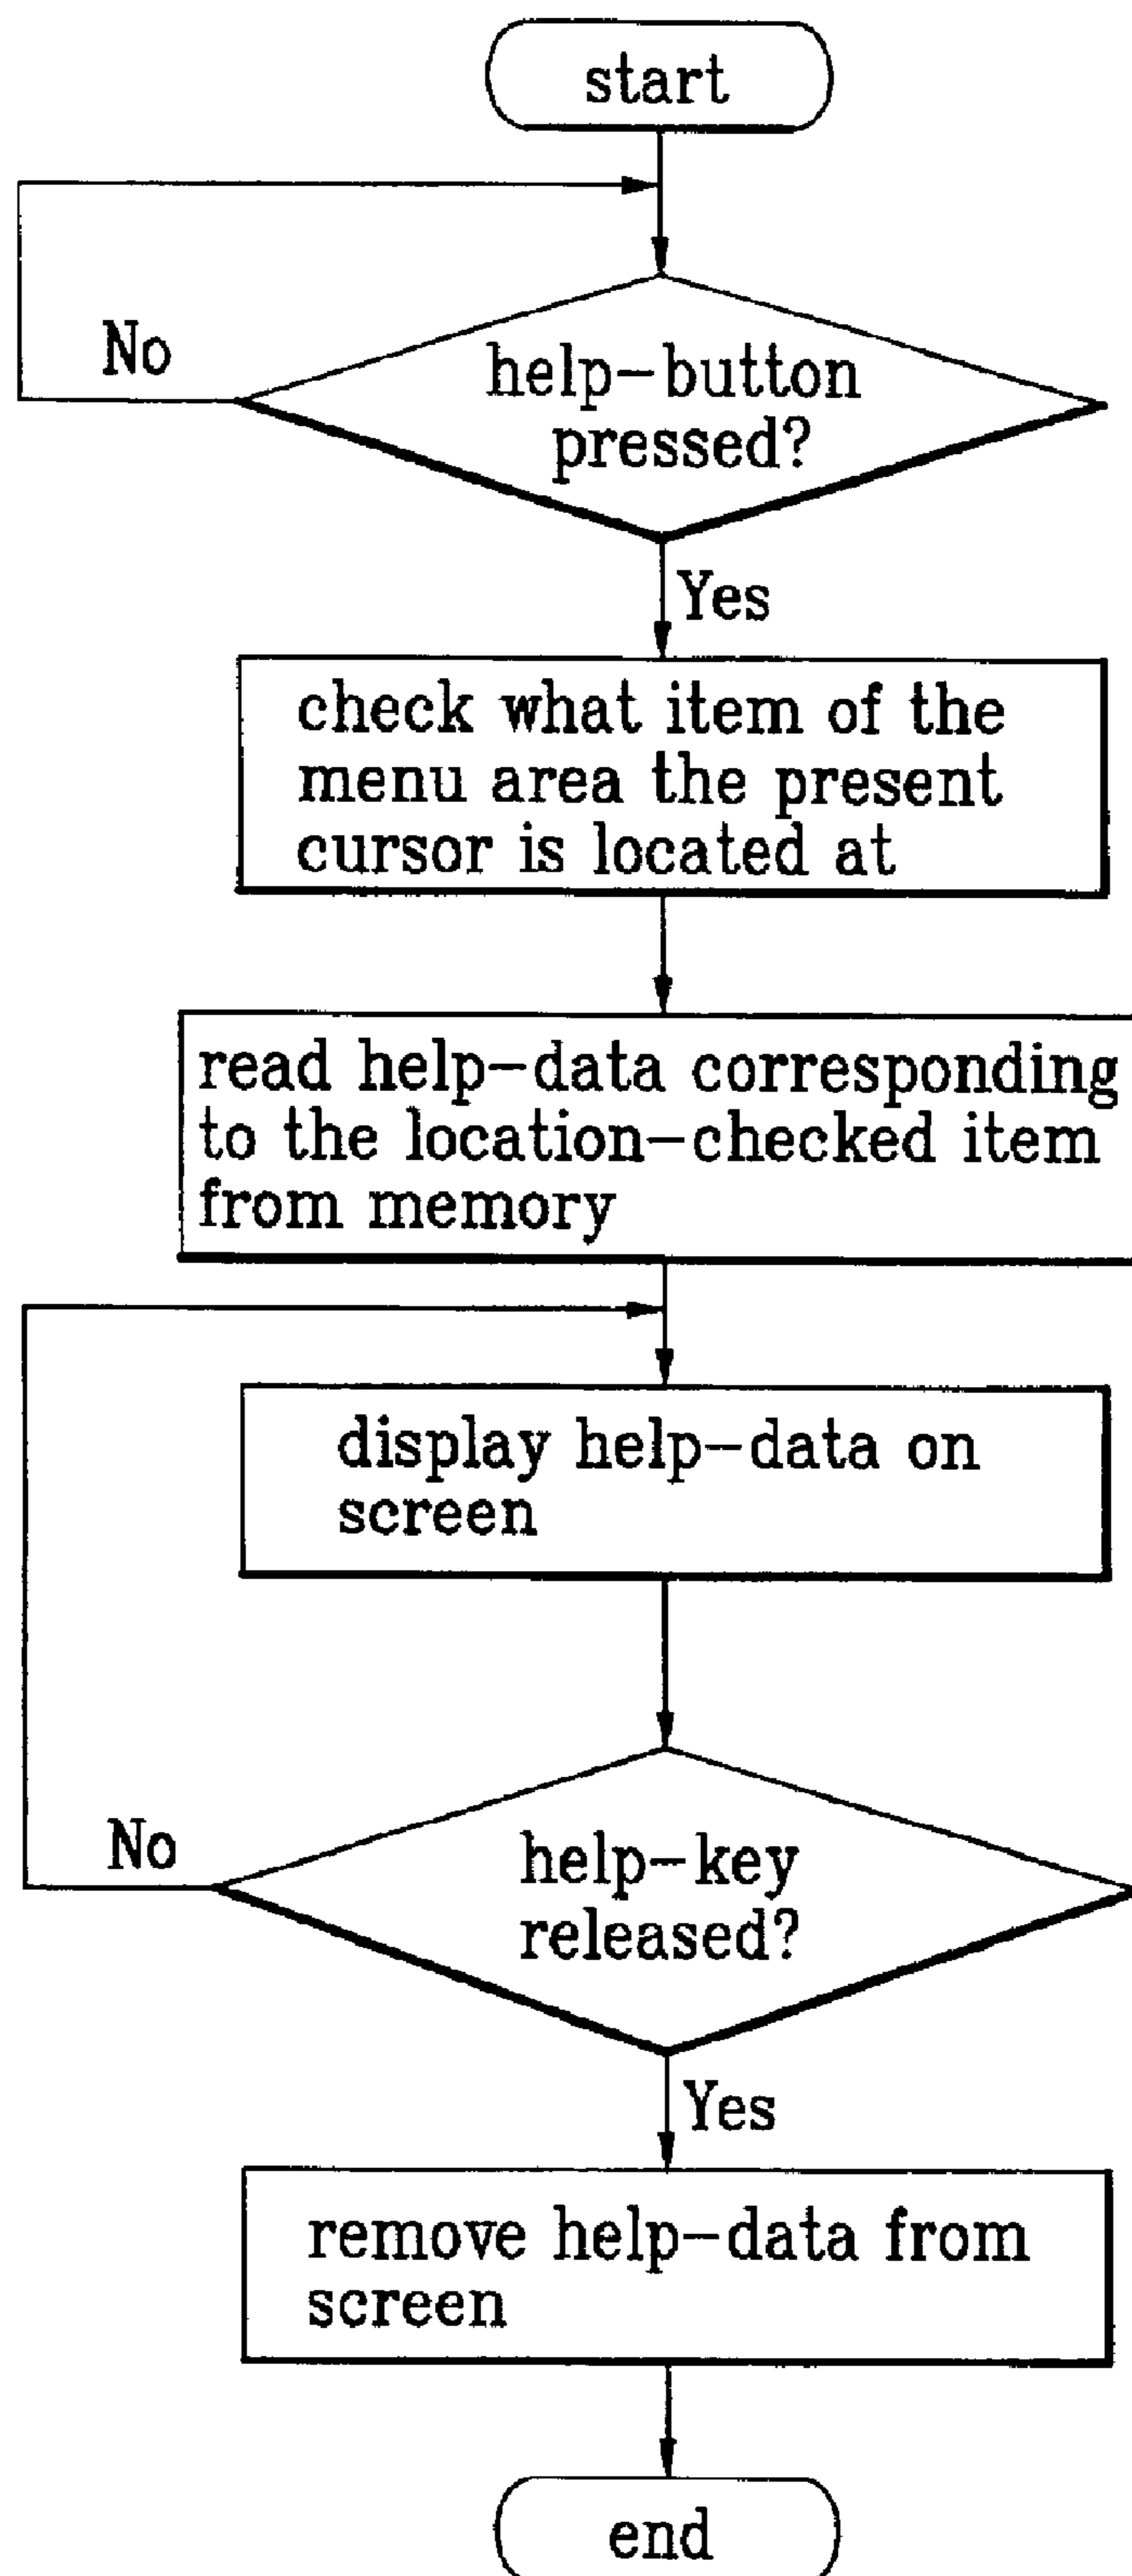 start
No
help-button
pressed?
Yes
check what item of the
menu area the present
cursor is located at
read help-data corresponding
to the location-checked item
from memory
display help-data on
screen
No
help-key
released?
Yes
remove help-data from
screen
end